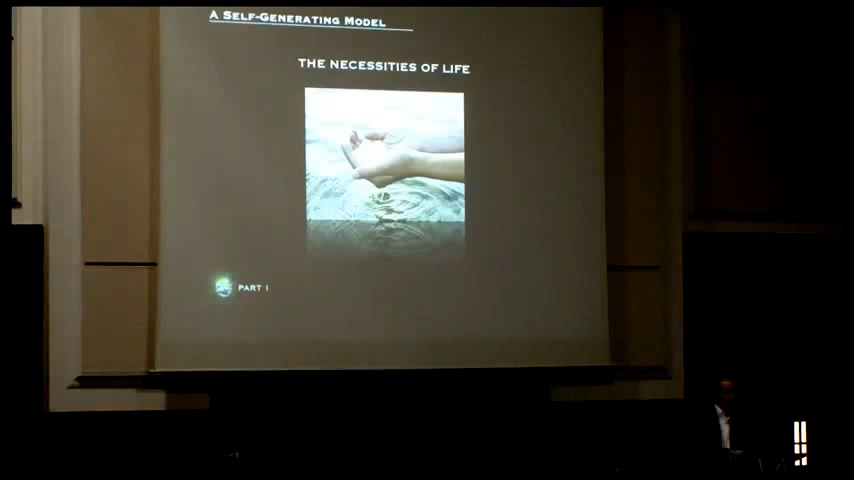 A Self-Generating Model
THE NECESSITIES OF LIFE
PART I